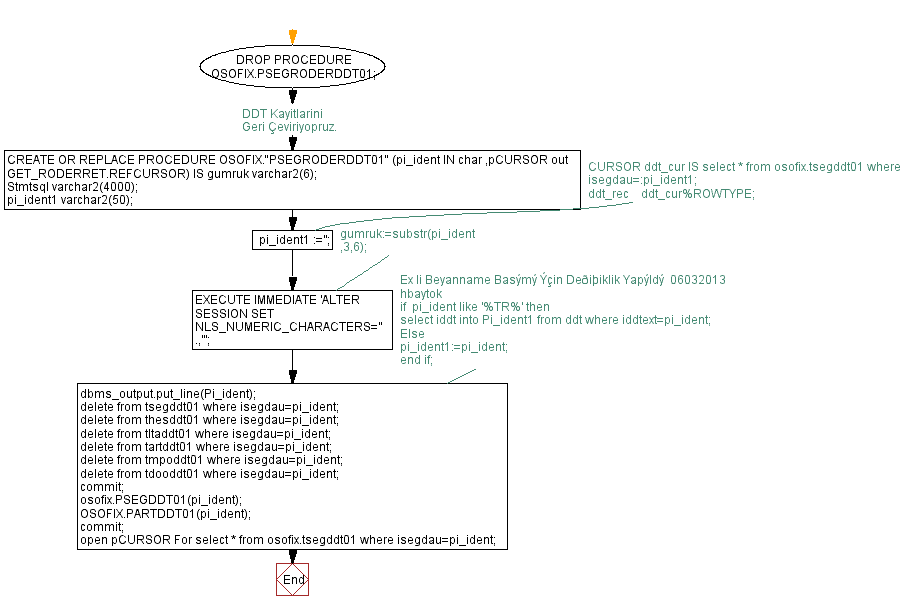 DROP PROCEDURE
OSOFIX.PSEGRODERDDT01;
DDT Kayitlarini
Geri Çeviriyopruz.
CREATE OR REPLACE PROCEDURE OSOFIX."PSEGRODERDDT01" (pi_ident IN char ,pCURSOR out
GET_RODERRET.REFCURSOR) IS gumruk varchar2(6);
Stmtsql varchar2(4000);
pi_ident1 varchar2(50);
CURSOR ddt_cur IS select * from osofix.tsegddt01 where
isegdau=:pi_ident1;
ddt_rec ddt_cur%ROWTYPE;
pi_ident1 :='';
gumruk:=substr(pi_ident
,3,6);
EXECUTE IMMEDIATE 'ALTER
SESSION SET
NLS_NUMERIC_CHARACTERS=''
.,''';
Ex li Beyanname Basýmý Ýçin Deðiþiklik Yapýldý 06032013
hbaytok
if pi_ident like '%TR%' then
select iddt into Pi_ident1 from ddt where iddtext=pi_ident;
Else
pi_ident1:=pi_ident;
end if;
dbms_output.put_line(Pi_ident);
delete from tsegddt01 where isegdau=pi_ident;
delete from thesddt01 where isegdau=pi_ident;
delete from tltaddt01 where isegdau=pi_ident;
delete from tartddt01 where isegdau=pi_ident;
delete from tmpoddt01 where isegdau=pi_ident;
delete from tdooddt01 where isegdau=pi_ident;
commit;
osofix.PSEGDDT01(pi_ident);
OSOFIX.PARTDDT01(pi_ident);
commit;
open pCURSOR For select * from osofix.tsegddt01 where isegdau=pi_ident;
End